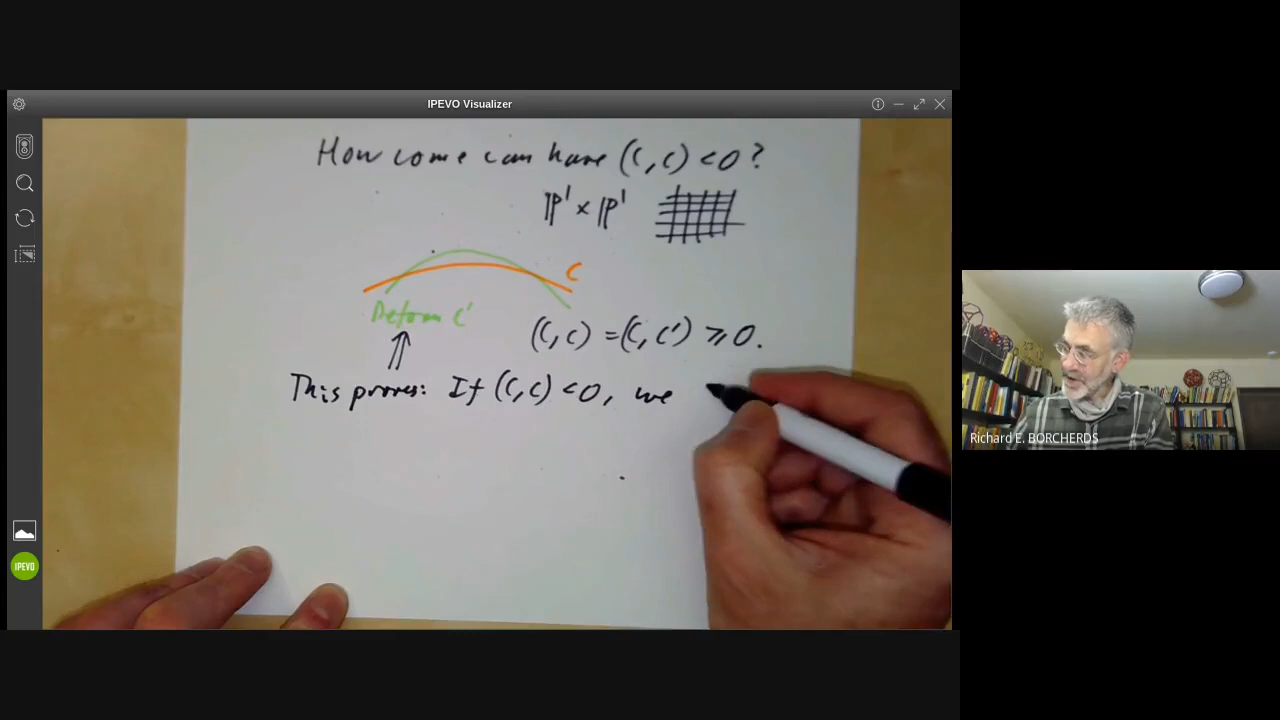 IPEVO Visualizer
How come can have (C, C) < 0 ?
ℙ¹ × ℙ¹
C
Deform C'
(C, C) = (C, C') ⩾ 0.
This proves: If (C, C) < 0, we
Richard E. BORCHERDS
IPEVO